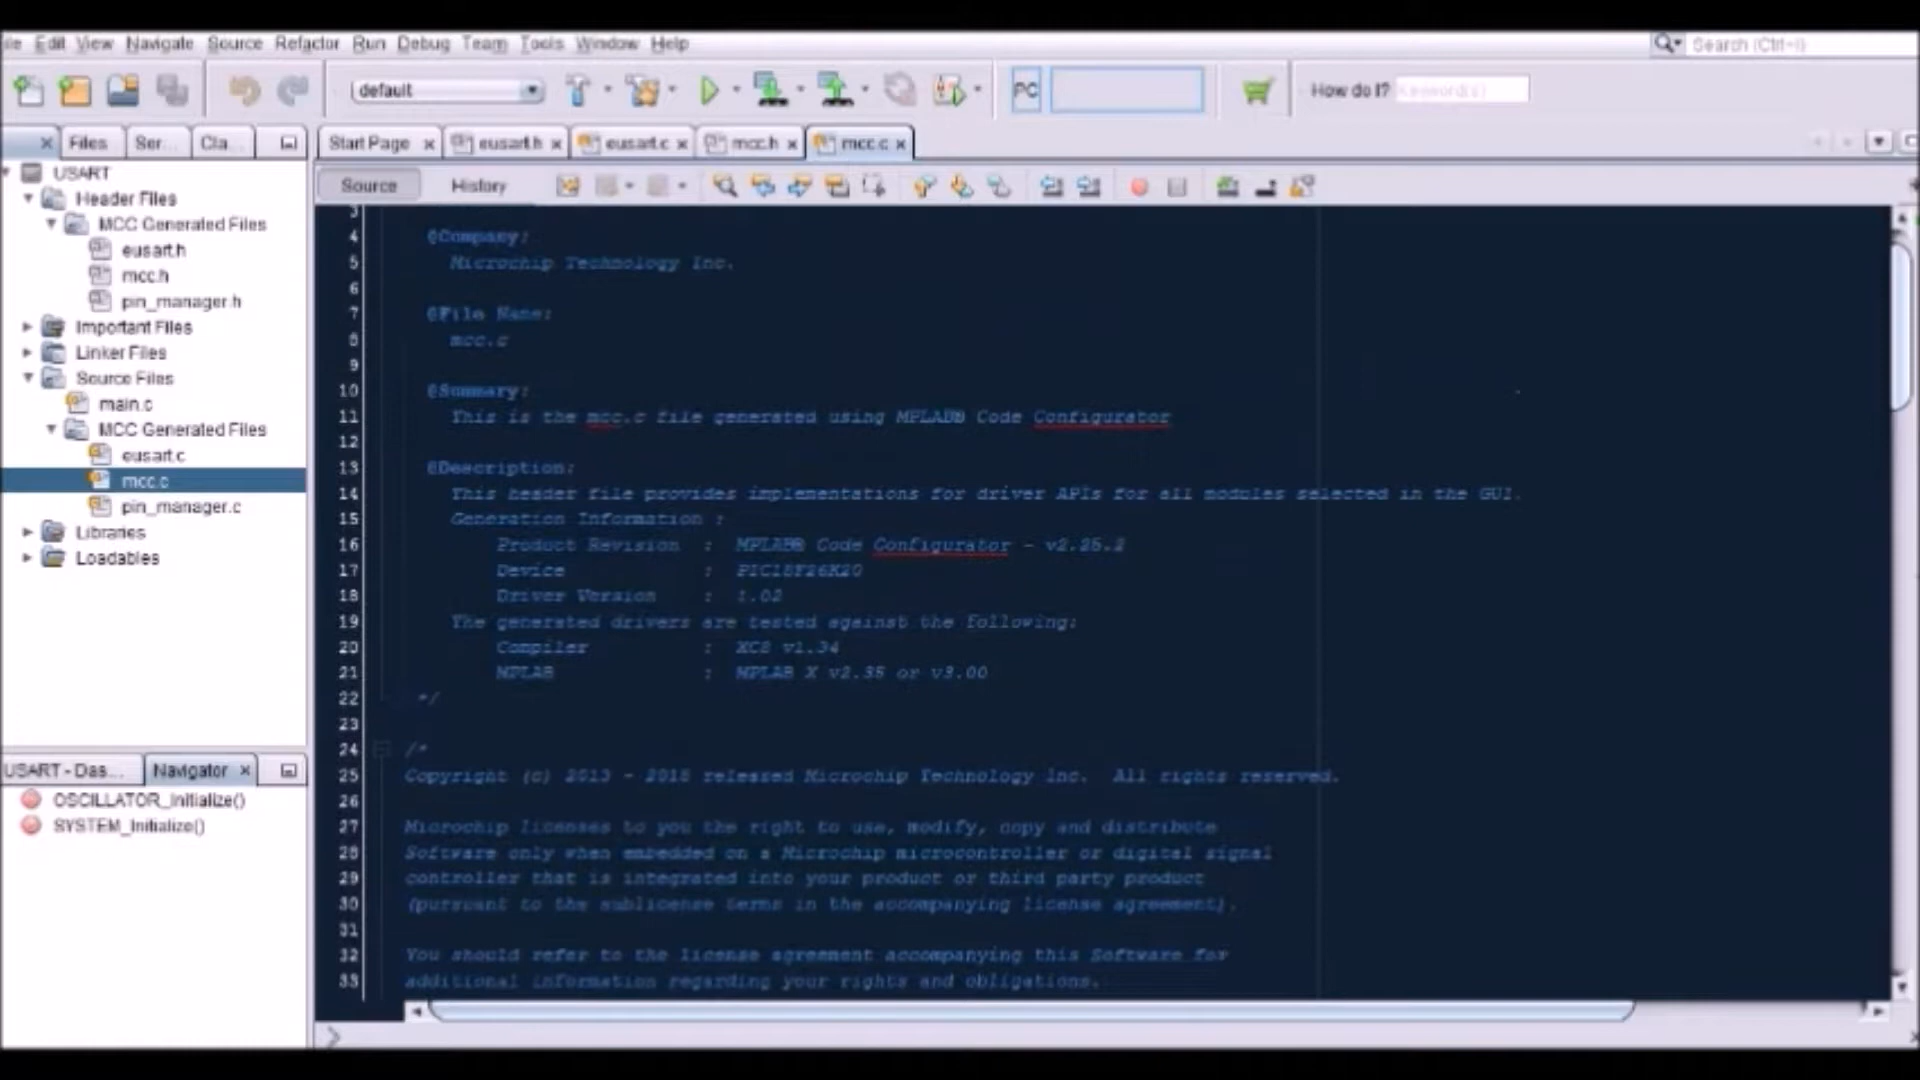 Edit View Navigate Source Refactor Run Debug Team Tools Window Help
Search (Ctrl+I)
default
PC
How do I? Keyword(s)
Files Ser... Cla...
Start Page eusart.h eusart.c mcc.h mcc.c
Source History
USART
Header Files
MCC Generated Files
eusart.h
mcc.h
pin_manager.h
Important Files
Linker Files
Source Files
main.c
MCC Generated Files
eusart.c
mcc.c
pin_manager.c
Libraries
Loadables
USART - Das... Navigator
OSCILLATOR_Initialize()
SYSTEM_Initialize()
3
4 @Company:
5 Microchip Technology Inc.
6
7 @File Name:
8 mcc.c
9
10 @Summary:
11 This is the mcc.c file generated using MPLAB® Code Configurator
12
13 @Description:
14 This header file provides implementations for driver APIs for all modules selected in the GUI.
15 Generation Information :
16 Product Revision : MPLAB® Code Configurator - v2.25.2
17 Device : PIC18F26K20
18 Driver Version : 1.02
19 The generated drivers are tested against the following:
20 Compiler : XC8 v1.34
21 MPLAB : MPLAB X v2.35 or v3.00
22 */
23
24 /*
25 Copyright (c) 2013 - 2015 released Microchip Technology Inc. All rights reserved.
26
27 Microchip licenses to you the right to use, modify, copy and distribute
28 Software only when embedded on a Microchip microcontroller or digital signal
29 controller that is integrated into your product or third party product
30 (pursuant to the sublicense terms in the accompanying license agreement).
31
32 You should refer to the license agreement accompanying this Software for
33 additional information regarding your rights and obligations.